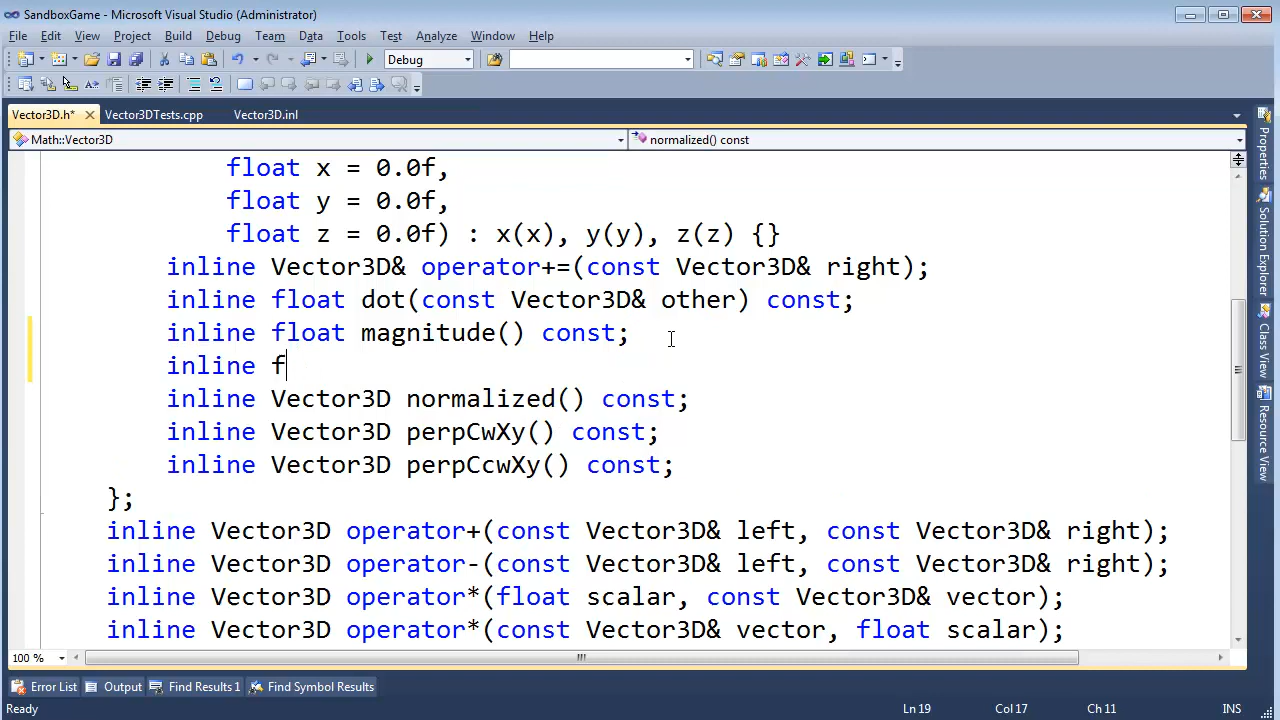 SandboxGame - Microsoft Visual Studio (Administrator)
File Edit View Project Build Debug Team Data Tools Test Analyze Window Help
Debug
Vector3D.h* Vector3DTests.cpp Vector3D.inl
Math::Vector3D normalized() const
float x = 0.0f,
float y = 0.0f,
float z = 0.0f) : x(x), y(y), z(z) {}
inline Vector3D& operator+=(const Vector3D& right);
inline float dot(const Vector3D& other) const;
inline float magnitude() const;
inline f
inline Vector3D normalized() const;
inline Vector3D perpCwXy() const;
inline Vector3D perpCcwXy() const;
};
inline Vector3D operator+(const Vector3D& left, const Vector3D& right);
inline Vector3D operator-(const Vector3D& left, const Vector3D& right);
inline Vector3D operator*(float scalar, const Vector3D& vector);
inline Vector3D operator*(const Vector3D& vector, float scalar);
100 %
Error List Output Find Results 1 Find Symbol Results
Ready Ln 19 Col 17 Ch 11 INS
Properties
Solution Explorer
Class View
Resource View